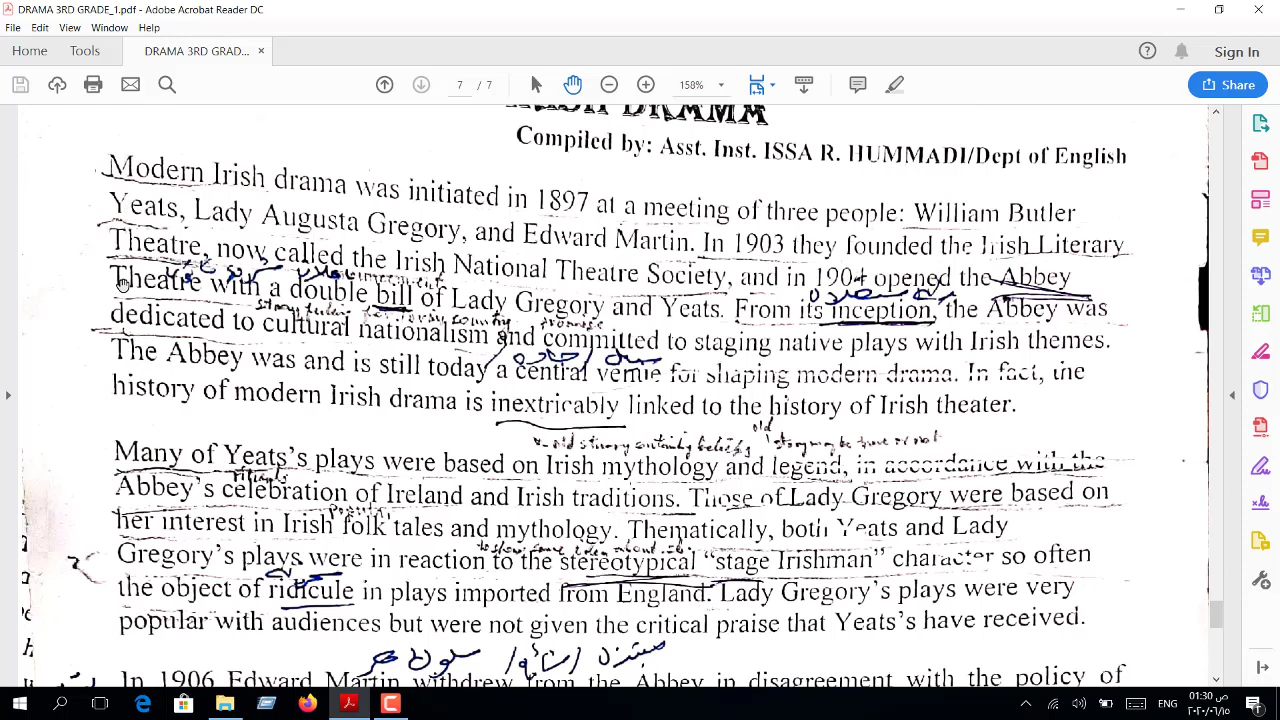 DRAMA 3RD GRADE_1.pdf - Adobe Acrobat Reader DC
File Edit View Window Help
Home Tools DRAMA 3RD GRAD... × Sign In
7 / 7 158% Share
IRISH DRAMA
Compiled by: Asst. Inst. ISSA R. HUMMADI/Dept of English
Modern Irish drama was initiated in 1897 at a meeting of three people: William Butler
Yeats, Lady Augusta Gregory, and Edward Martin. In 1903 they founded the Irish Literary
Theatre, now called the Irish National Theatre Society, and in 1904 opened the Abbey
Theatre with a double bill of Lady Gregory and Yeats. From its inception, the Abbey was
dedicated to cultural nationalism and committed to staging native plays with Irish themes.
The Abbey was and is still today a central venue for shaping modern drama. In fact, the
history of modern Irish drama is inextricably linked to the history of Irish theater.
old
Many of Yeats's plays were based on Irish mythology and legend, in accordance with the
Abbey's celebration of Ireland and Irish traditions. Those of Lady Gregory were based on
her interest in Irish folk tales and mythology. Thematically, both Yeats and Lady
Gregory's plays were in reaction to the stereotypical "stage Irishman" character so often
the object of ridicule in plays imported from England. Lady Gregory's plays were very
popular with audiences but were not given the critical praise that Yeats's have received.
In 1906 Edward Martin withdrew from the Abbey in disagreement with the policy of
ENG
01:30 ص
٢٠٢٠/٠٦/١٥